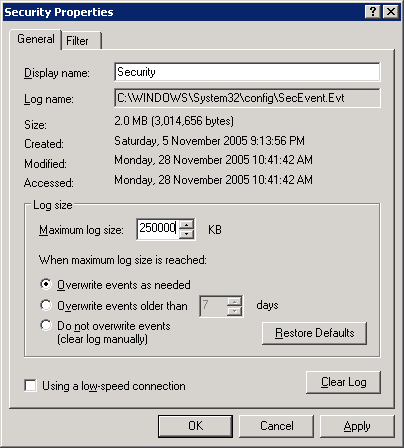 Security Properties
General Filter
Display name: Security
Log name: C:\WINDOWS\System32\config\SecEvent.Evt
Size: 2.0 MB (3,014,656 bytes)
Created: Saturday, 5 November 2005 9:13:56 PM
Modified: Monday, 28 November 2005 10:41:42 AM
Accessed: Monday, 28 November 2005 10:41:42 AM
Log size
Maximum log size: 250000 KB
When maximum log size is reached:
Overwrite events as needed
Overwrite events older than 7 days
Do not overwrite events
(clear log manually)
Restore Defaults
Using a low-speed connection
Clear Log
OK Cancel Apply